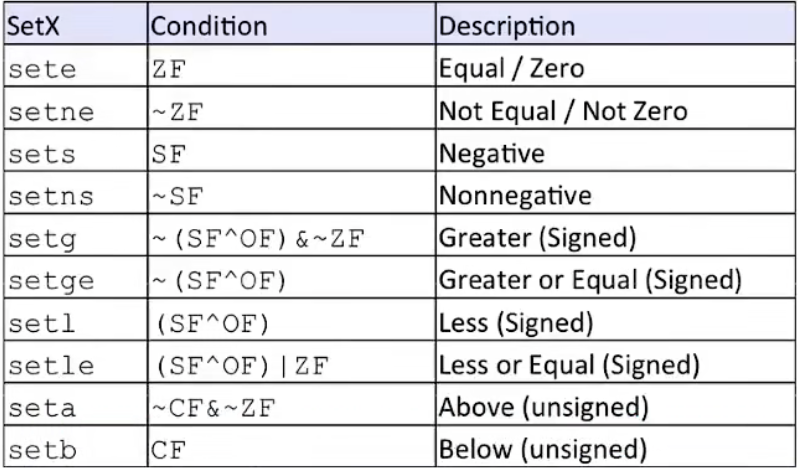 SetX Condition Description
sete ZF Equal / Zero
setne ~ZF Not Equal / Not Zero
sets SF Negative
setns ~SF Nonnegative
setg ~(SF^OF)&~ZF Greater (Signed)
setge ~(SF^OF) Greater or Equal (Signed)
setl (SF^OF) Less (Signed)
setle (SF^OF)|ZF Less or Equal (Signed)
seta ~CF&~ZF Above (unsigned)
setb CF Below (unsigned)